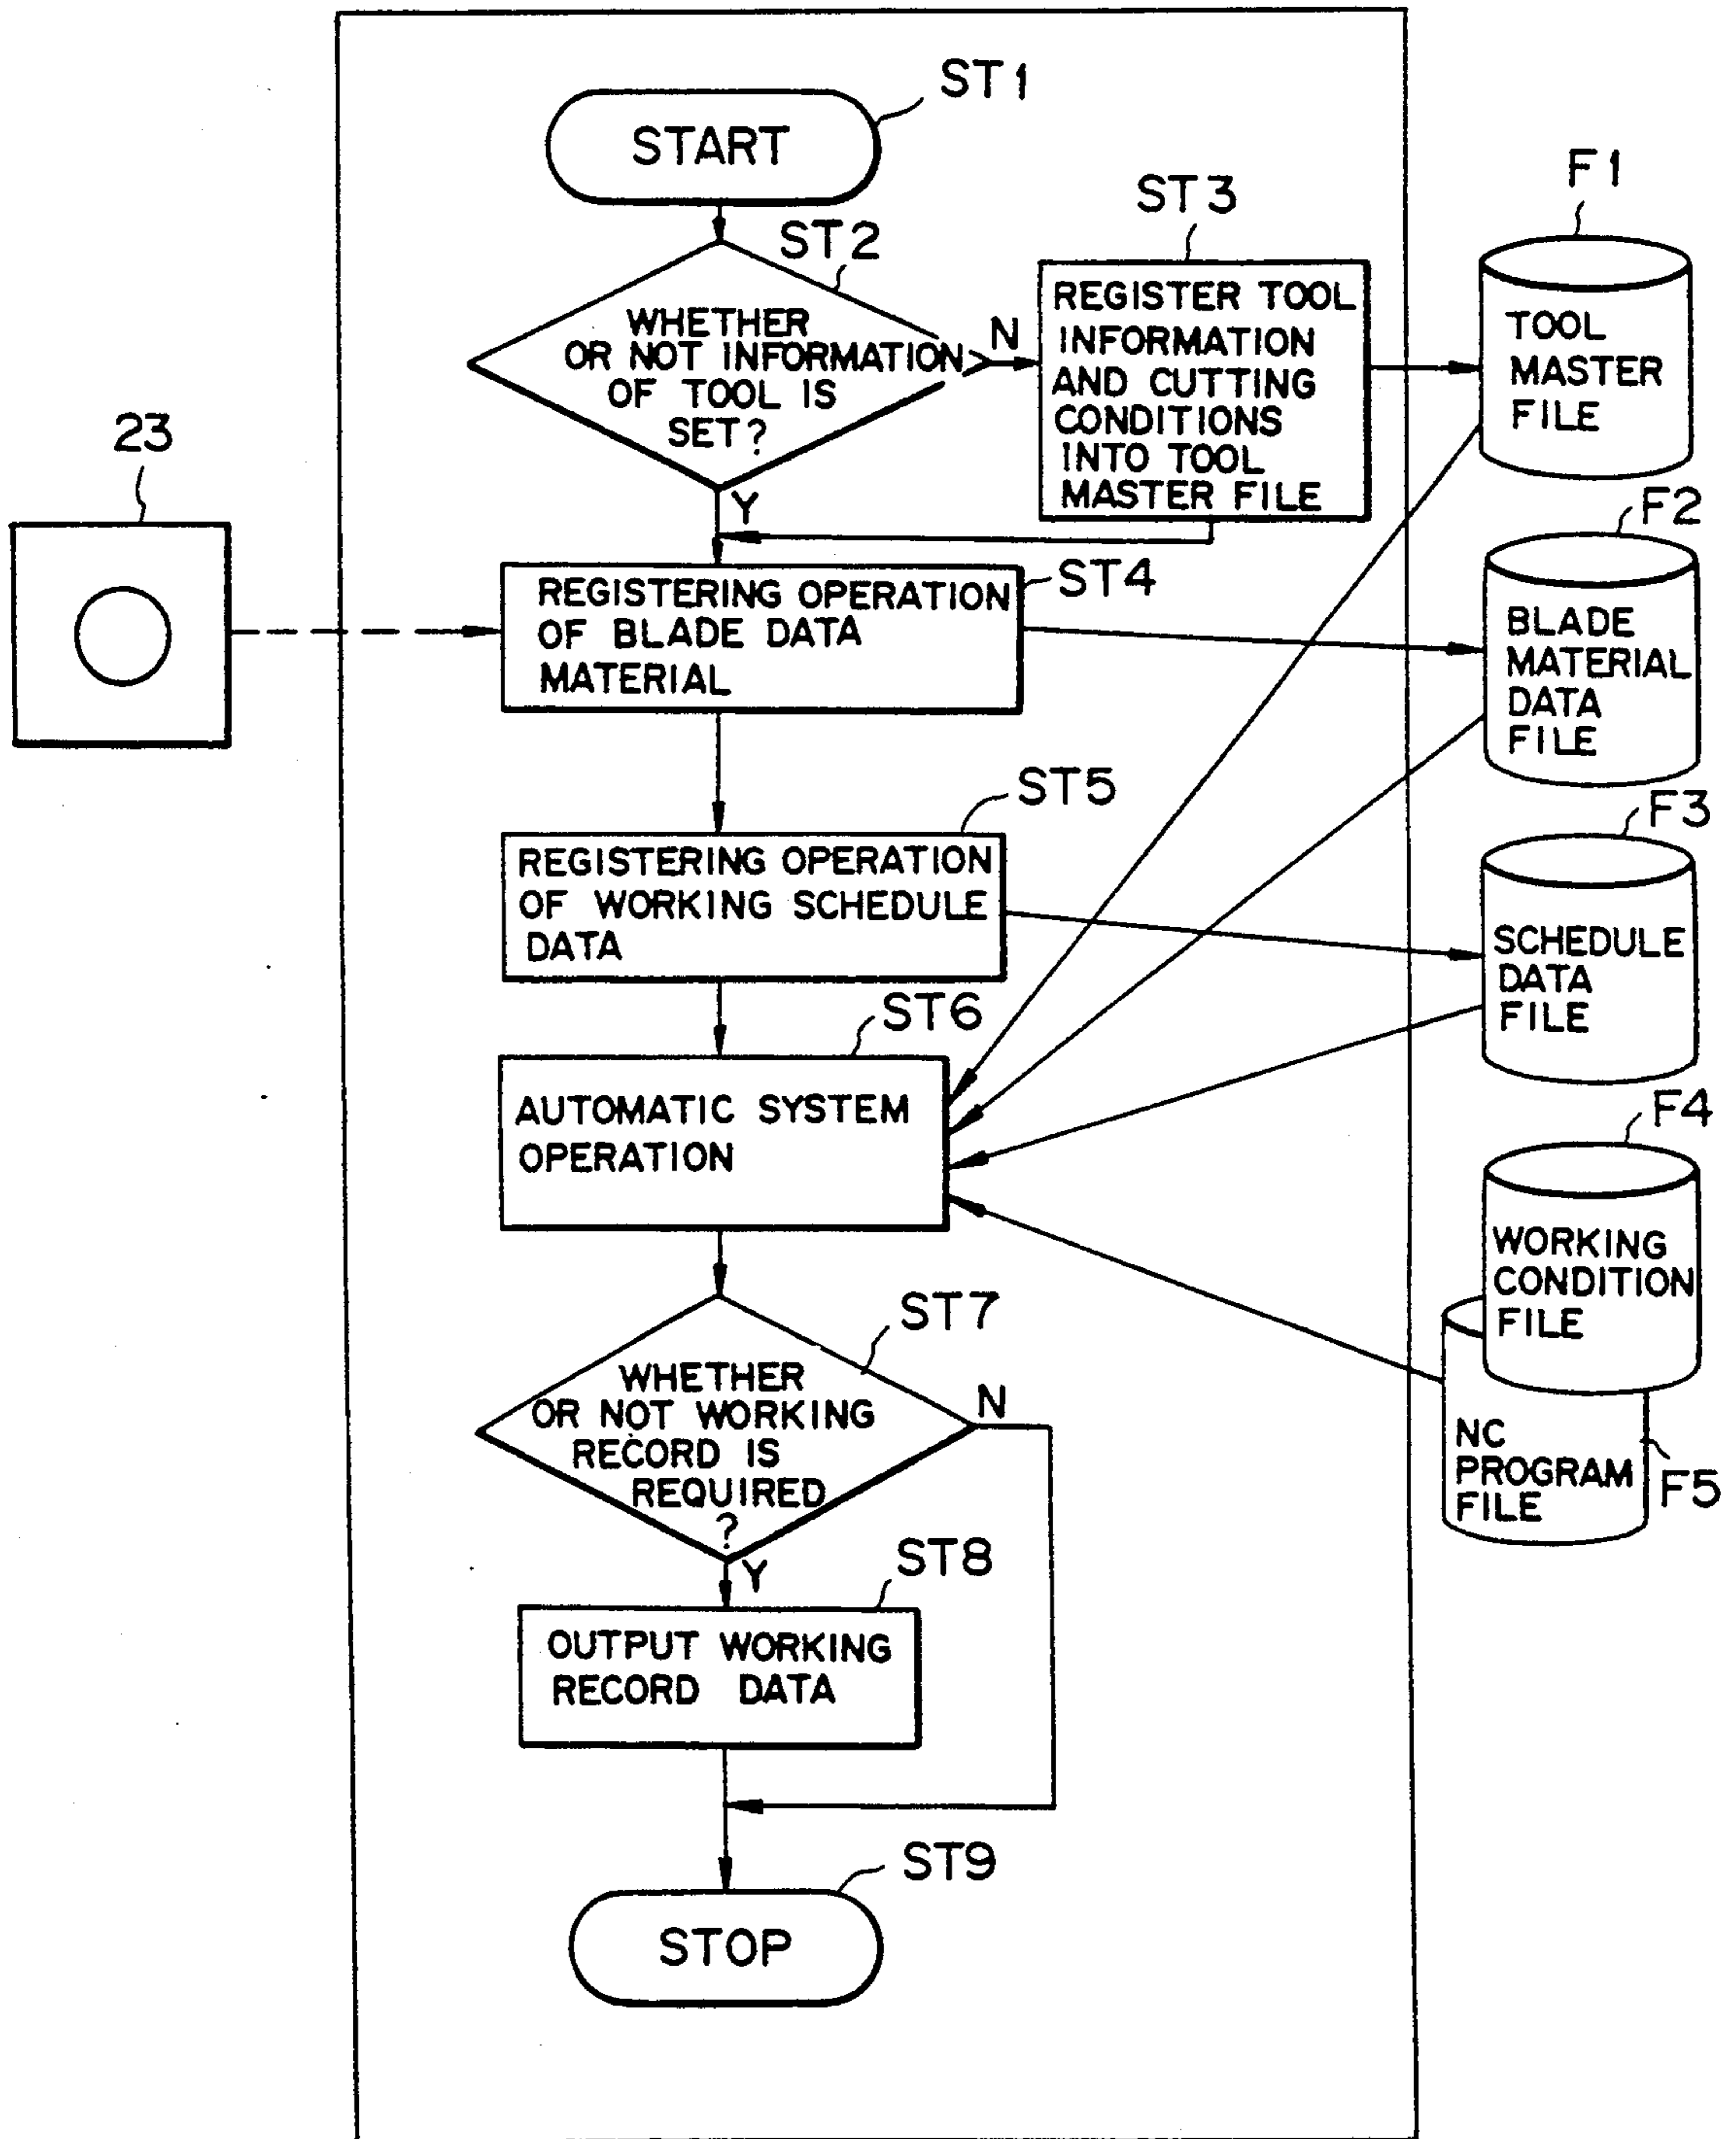 ST1
START
ST2
WHETHER
OR NOT INFORMATION
OF TOOL IS
SET?
N
Y
ST3
REGISTER TOOL
INFORMATION
AND CUTTING
CONDITIONS
INTO TOOL
MASTER FILE
F1
TOOL
MASTER
FILE
23
ST4
REGISTERING OPERATION
OF BLADE DATA
MATERIAL
F2
BLADE
MATERIAL
DATA
FILE
ST5
REGISTERING OPERATION
OF WORKING SCHEDULE
DATA
F3
SCHEDULE
DATA
FILE
ST6
AUTOMATIC SYSTEM
OPERATION
F4
WORKING
CONDITION
FILE
NC
PROGRAM
FILE
F5
ST7
WHETHER
OR NOT WORKING
RECORD IS
REQUIRED
?
N
Y
ST8
OUTPUT WORKING
RECORD DATA
ST9
STOP